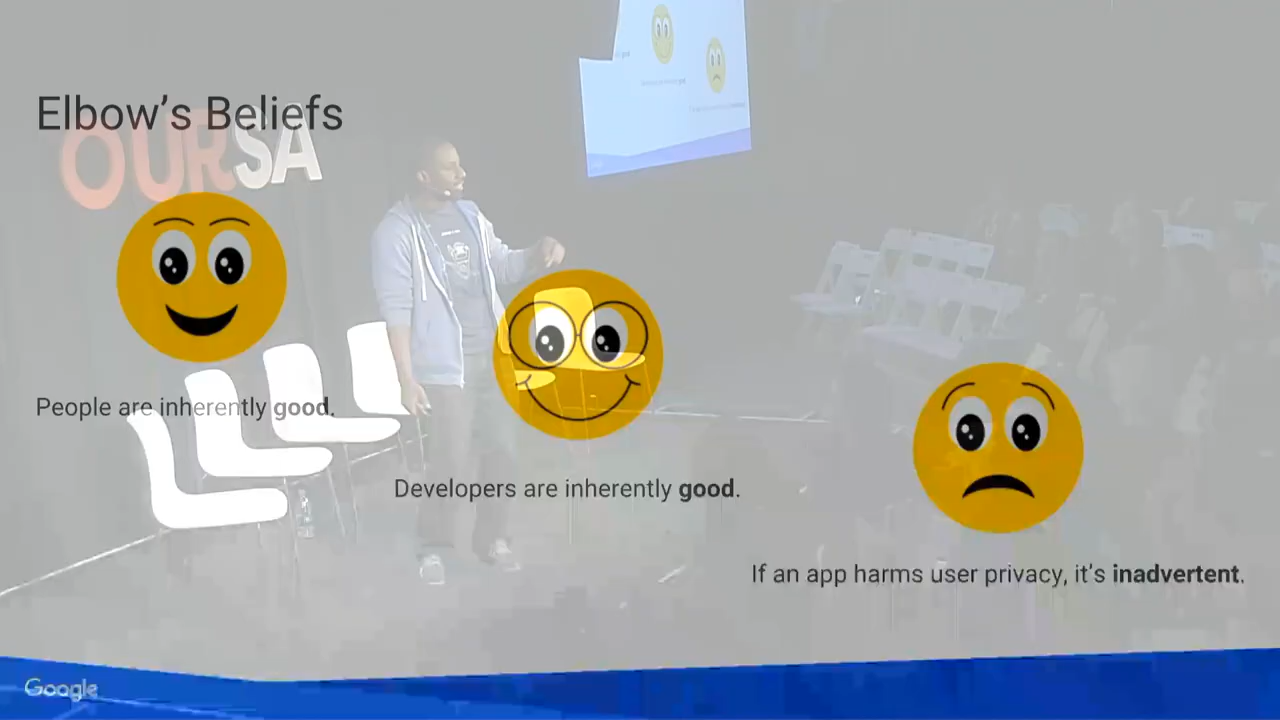 Elbow’s Beliefs
OURSA
People are inherently good.
Developers are inherently good.
If an app harms user privacy, it’s inadvertent.
Google